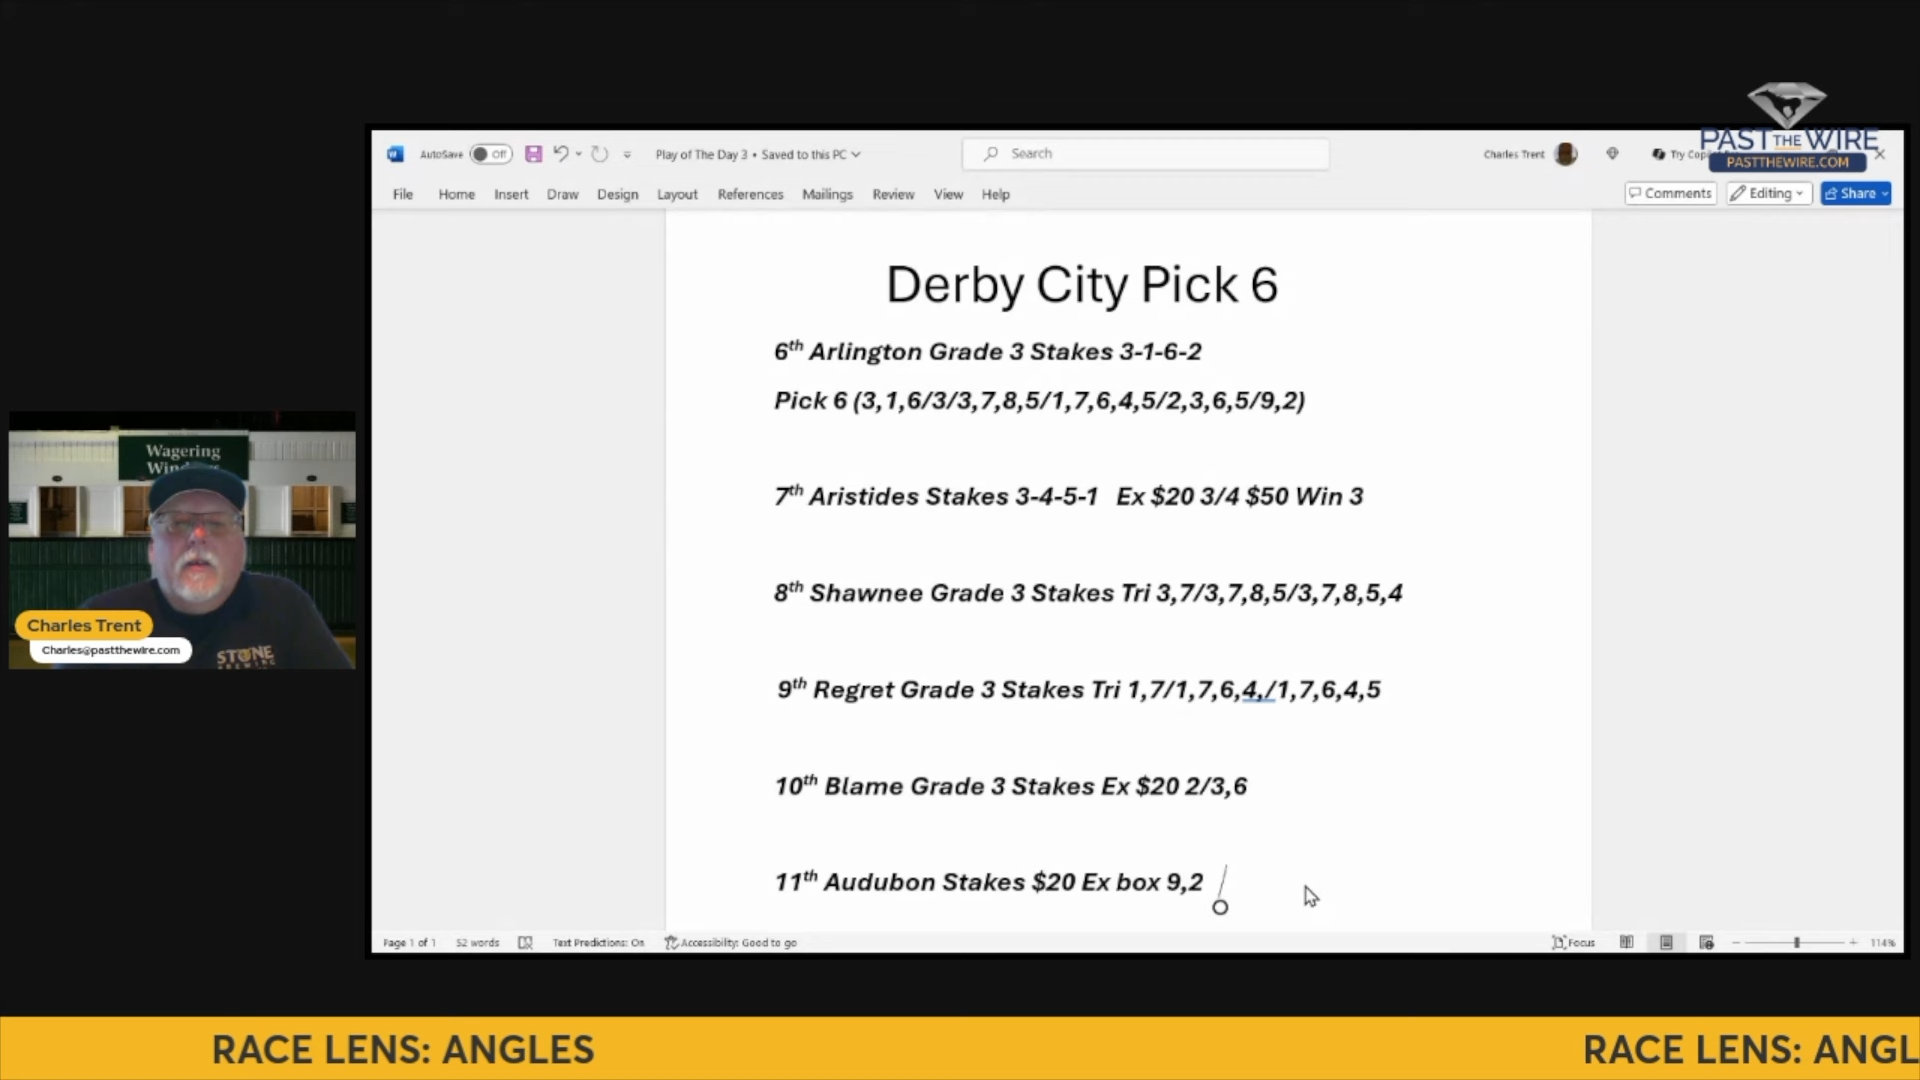 PAST THE WIRE
PASTTHEWIRE.COM
AutoSave Off
Play of The Day 3 • Saved to this PC
Search
Charles Trent
Try Cop
File Home Insert Draw Design Layout References Mailings Review View Help
Comments Editing Share
Derby City Pick 6
6th Arlington Grade 3 Stakes 3-1-6-2
Pick 6 (3,1,6/3/3,7,8,5/1,7,6,4,5/2,3,6,5/9,2)
7th Aristides Stakes 3-4-5-1 Ex $20 3/4 $50 Win 3
8th Shawnee Grade 3 Stakes Tri 3,7/3,7,8,5/3,7,8,5,4
9th Regret Grade 3 Stakes Tri 1,7/1,7,6,4,/1,7,6,4,5
10th Blame Grade 3 Stakes Ex $20 2/3,6
11th Audubon Stakes $20 Ex box 9,2
Wagering
Charles Trent
Charles@pastthewire.com
STONE
Page 1 of 1 52 words Text Predictions: On Accessibility: Good to go Focus 114%
RACE LENS: ANGLES
RACE LENS: ANGL